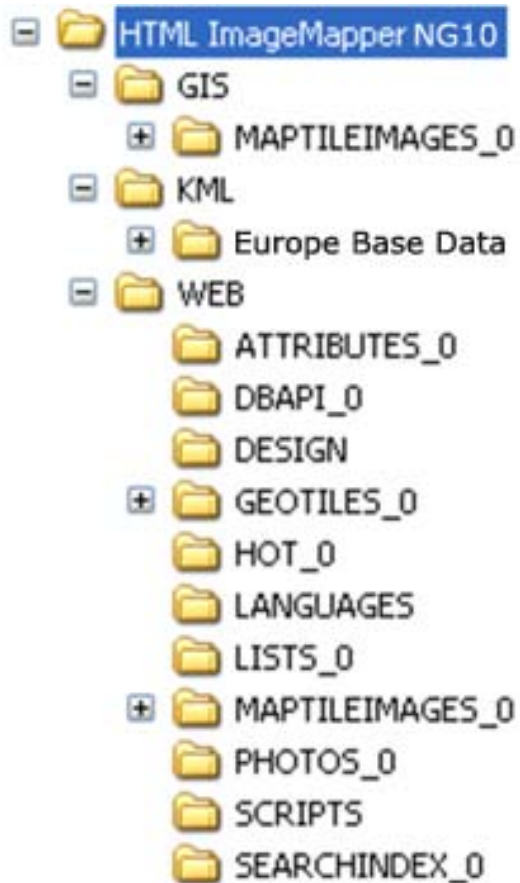 HTML ImageMapper NG10
GIS
MAPTILEIMAGES_0
KML
Europe Base Data
WEB
ATTRIBUTES_0
DBAPI_0
DESIGN
GEOTILES_0
HOT_0
LANGUAGES
LISTS_0
MAPTILEIMAGES_0
PHOTOS_0
SCRIPTS
SEARCHINDEX_0